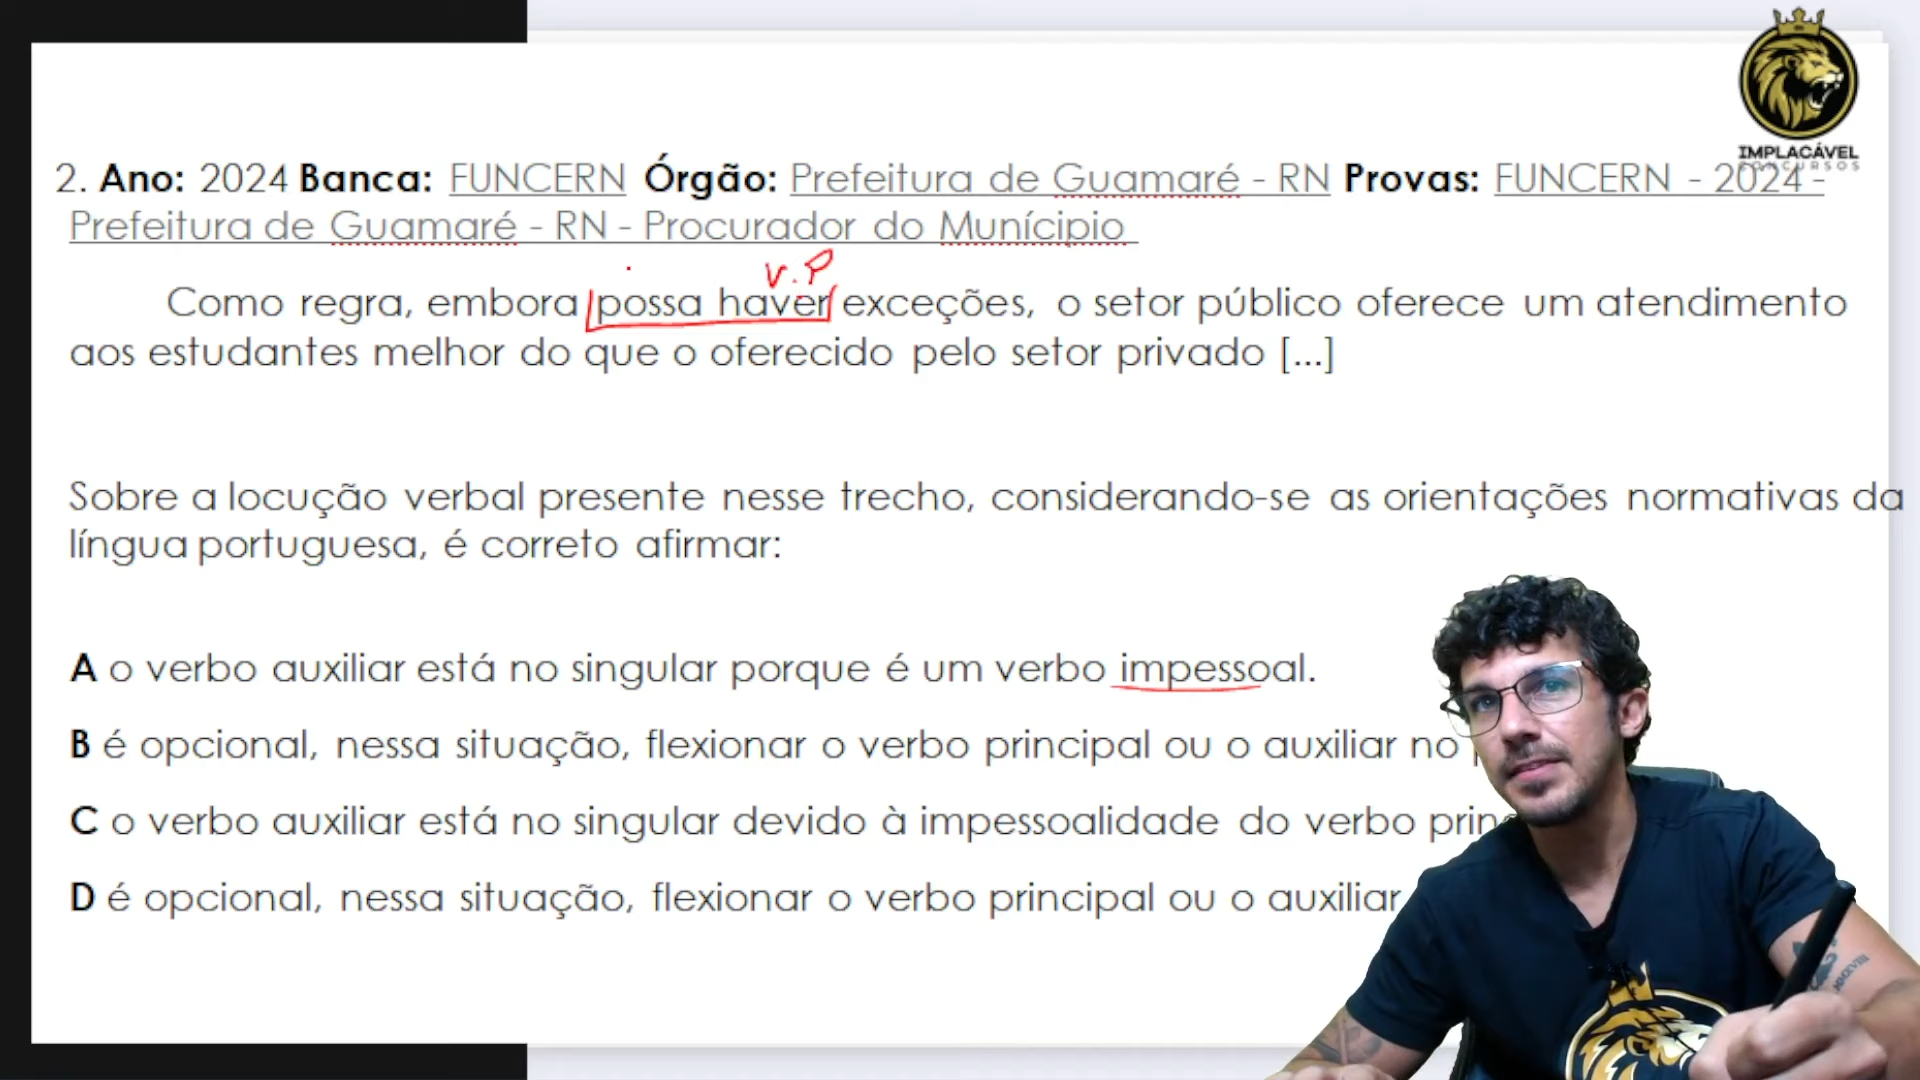 IMPLACÁVEL
CONCURSOS
2. Ano: 2024 Banca: FUNCERN Órgão: Prefeitura de Guamaré - RN Provas: FUNCERN - 2024 -
Prefeitura de Guamaré - RN - Procurador do Munícipio
v.P
Como regra, embora possa haver exceções, o setor público oferece um atendimento
aos estudantes melhor do que o oferecido pelo setor privado [...]
Sobre a locução verbal presente nesse trecho, considerando-se as orientações normativas da
língua portuguesa, é correto afirmar:
A o verbo auxiliar está no singular porque é um verbo impessoal.
B é opcional, nessa situação, flexionar o verbo principal ou o auxiliar no
C o verbo auxiliar está no singular devido à impessoalidade do verbo
D é opcional, nessa situação, flexionar o verbo principal ou o auxiliar